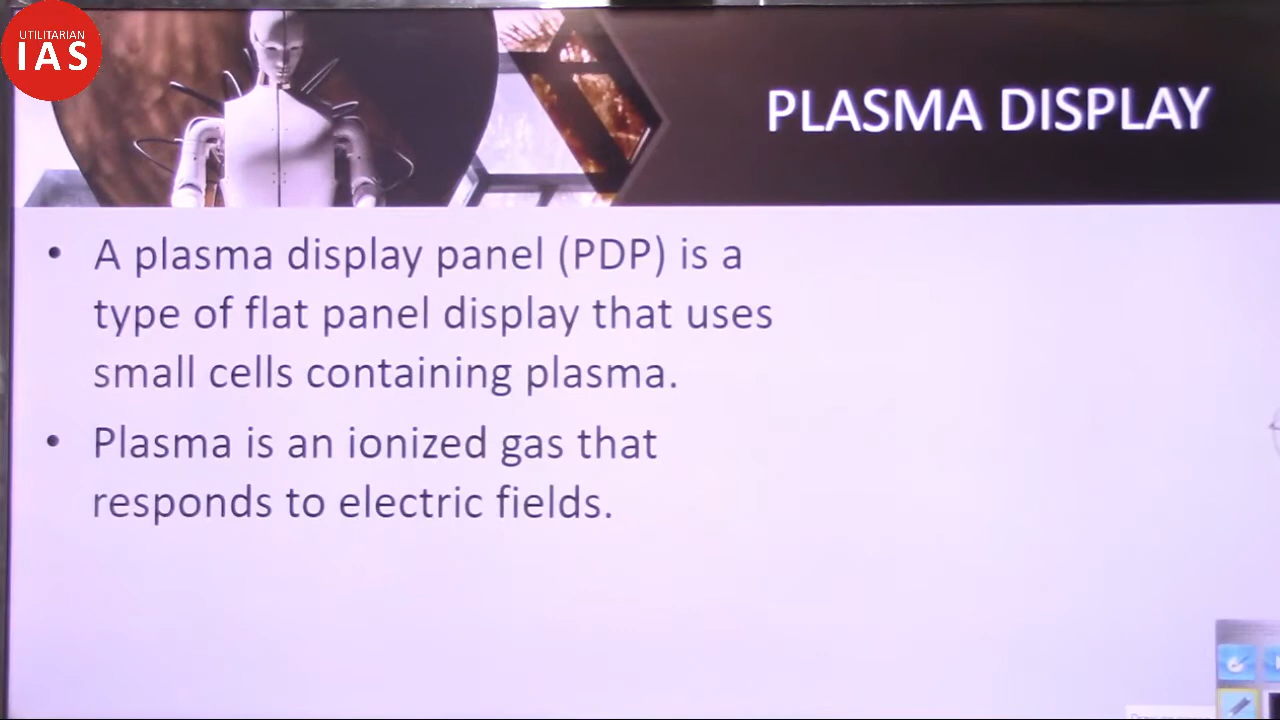 UTILITARIAN
IAS
PLASMA DISPLAY
• A plasma display panel (PDP) is a
type of flat panel display that uses
small cells containing plasma.
• Plasma is an ionized gas that
responds to electric fields.